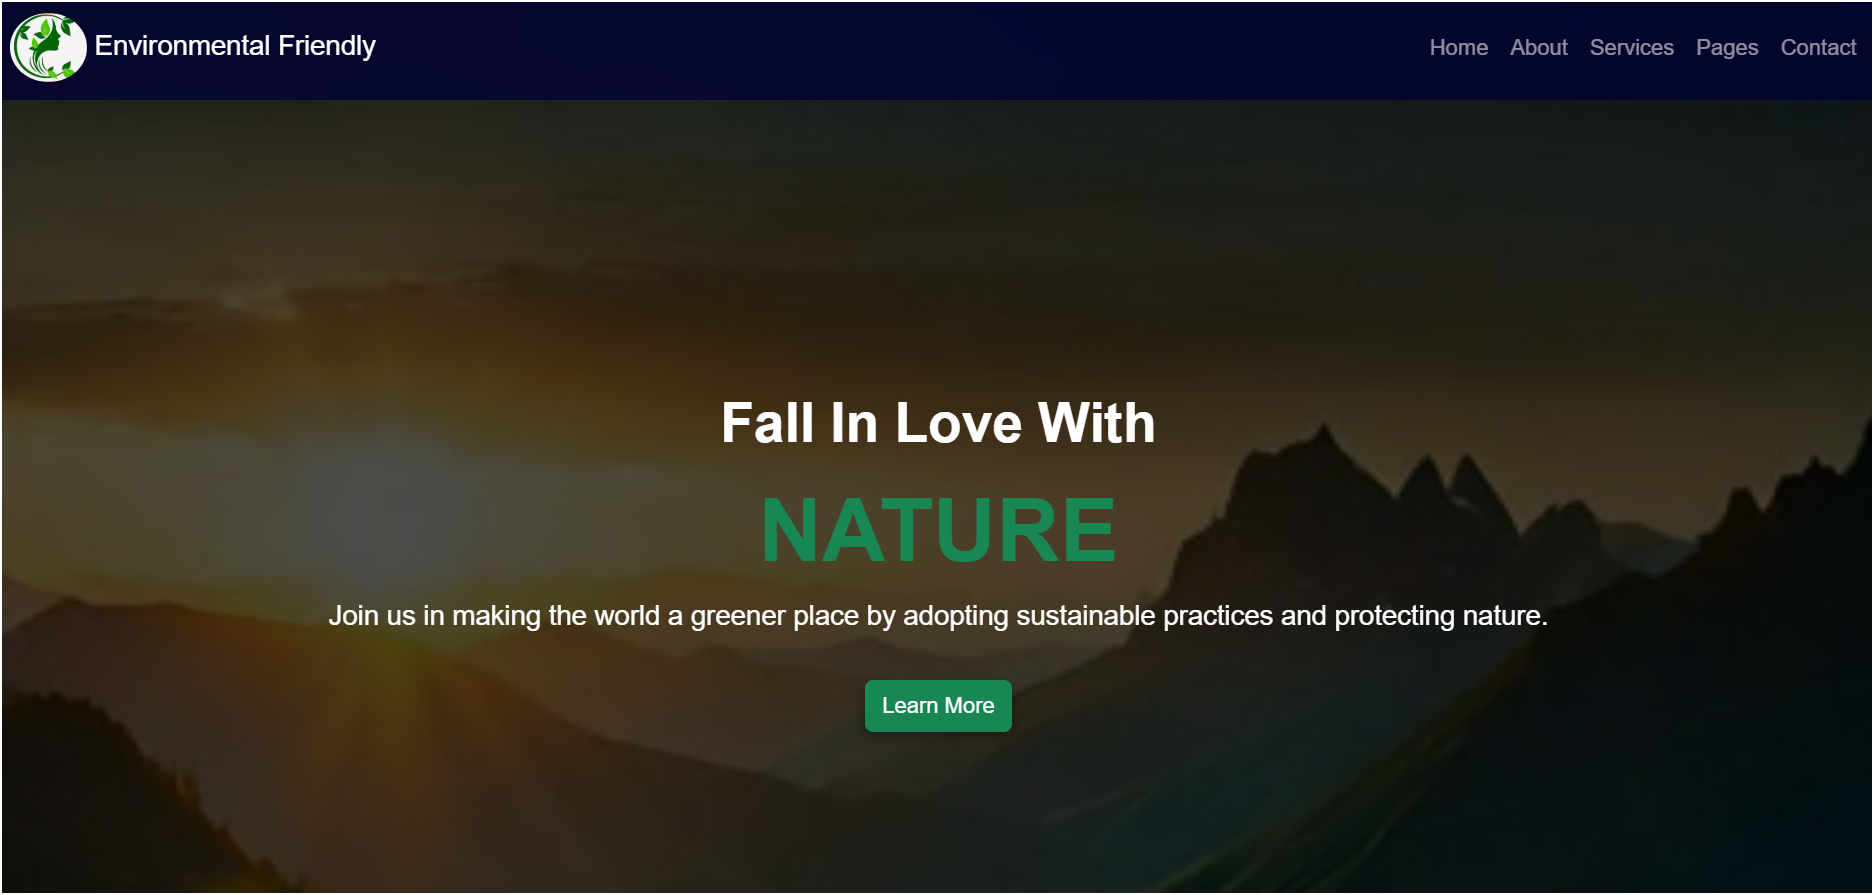 Environmental Friendly
Home About Services Pages Contact
Fall In Love With
NATURE
Join us in making the world a greener place by adopting sustainable practices and protecting nature.
Learn More